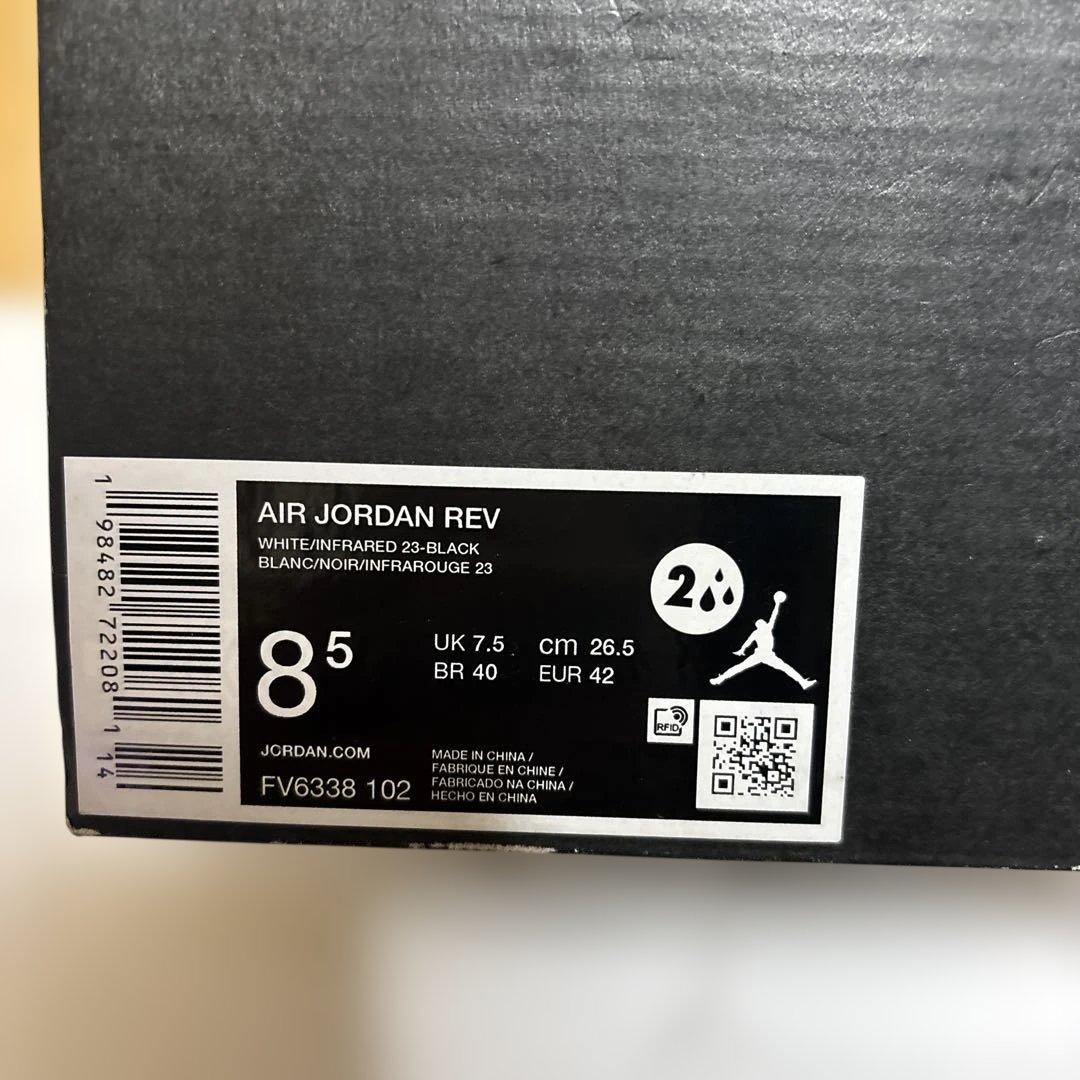 1 98482 72208 1 14
AIR JORDAN REV
WHITE/INFRARED 23-BLACK
BLANC/NOIR/INFRAROUGE 23
2
8 5
UK 7.5 cm 26.5
BR 40 EUR 42
RFID
JORDAN.COM
FV6338 102
MADE IN CHINA /
FABRIQUE EN CHINE /
FABRICADO NA CHINA /
HECHO EN CHINA